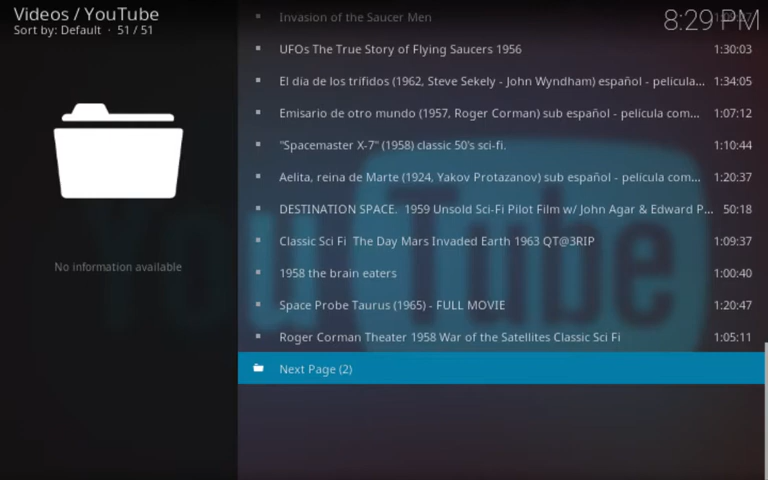 Videos / YouTube
Sort by: Default · 51 / 51
8:29 PM
Invasion of the Saucer Men
UFOs The True Story of Flying Saucers 1956 1:30:03
El día de los trífidos (1962, Steve Sekely - John Wyndham) español - pelicula... 1:34:05
Emisario de otro mundo (1957, Roger Corman) sub español - película com... 1:07:12
"Spacemaster X-7" (1958) classic 50's sci-fi. 1:10:44
Aelita, reina de Marte (1924, Yakov Protazanov) sub español - película com... 1:20:37
DESTINATION SPACE. 1959 Unsold Sci-Fi Pilot Film w/ John Agar & Edward P... 50:18
Classic Sci Fi The Day Mars Invaded Earth 1963 QT@3RIP 1:09:37
1958 the brain eaters 1:00:40
Space Probe Taurus (1965) - FULL MOVIE 1:20:47
Roger Corman Theater 1958 War of the Satellites Classic Sci Fi 1:05:11
Next Page (2)
No information available
YouTube